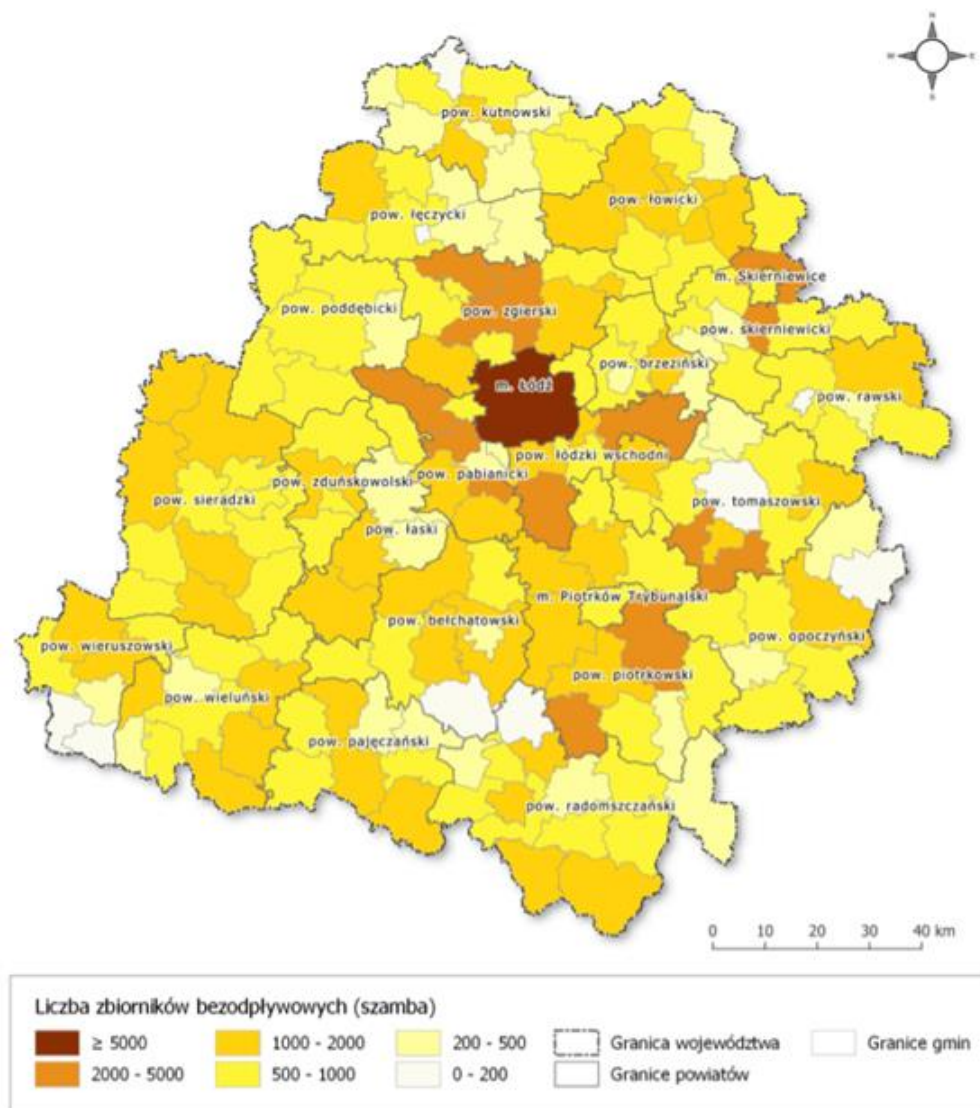 N
W E
S
pow. kutnowski
pow. łowicki
pow. łęczycki
m. Skierniewice
pow. poddębicki
pow. zgierski
pow. skierniewicki
pow. brzeziński
m. Łódź
pow. rawski
pow. łódzki wschodni
pow. pabianicki
pow. zduńskowolski
pow. sieradzki
pow. tomaszowski
pow. łaski
m. Piotrków Trybunalski
pow. bełchatowski
pow. opoczyński
pow. wieruszowski
pow. piotrkowski
pow. wieluński
pow. pajęczański
pow. radomszczański
0 10 20 30 40 km
Liczba zbiorników bezodpływowych (szamba)
≥ 5000 1000 - 2000 200 - 500 Granica województwa Granice gmin
2000 - 5000 500 - 1000 0 - 200 Granice powiatów